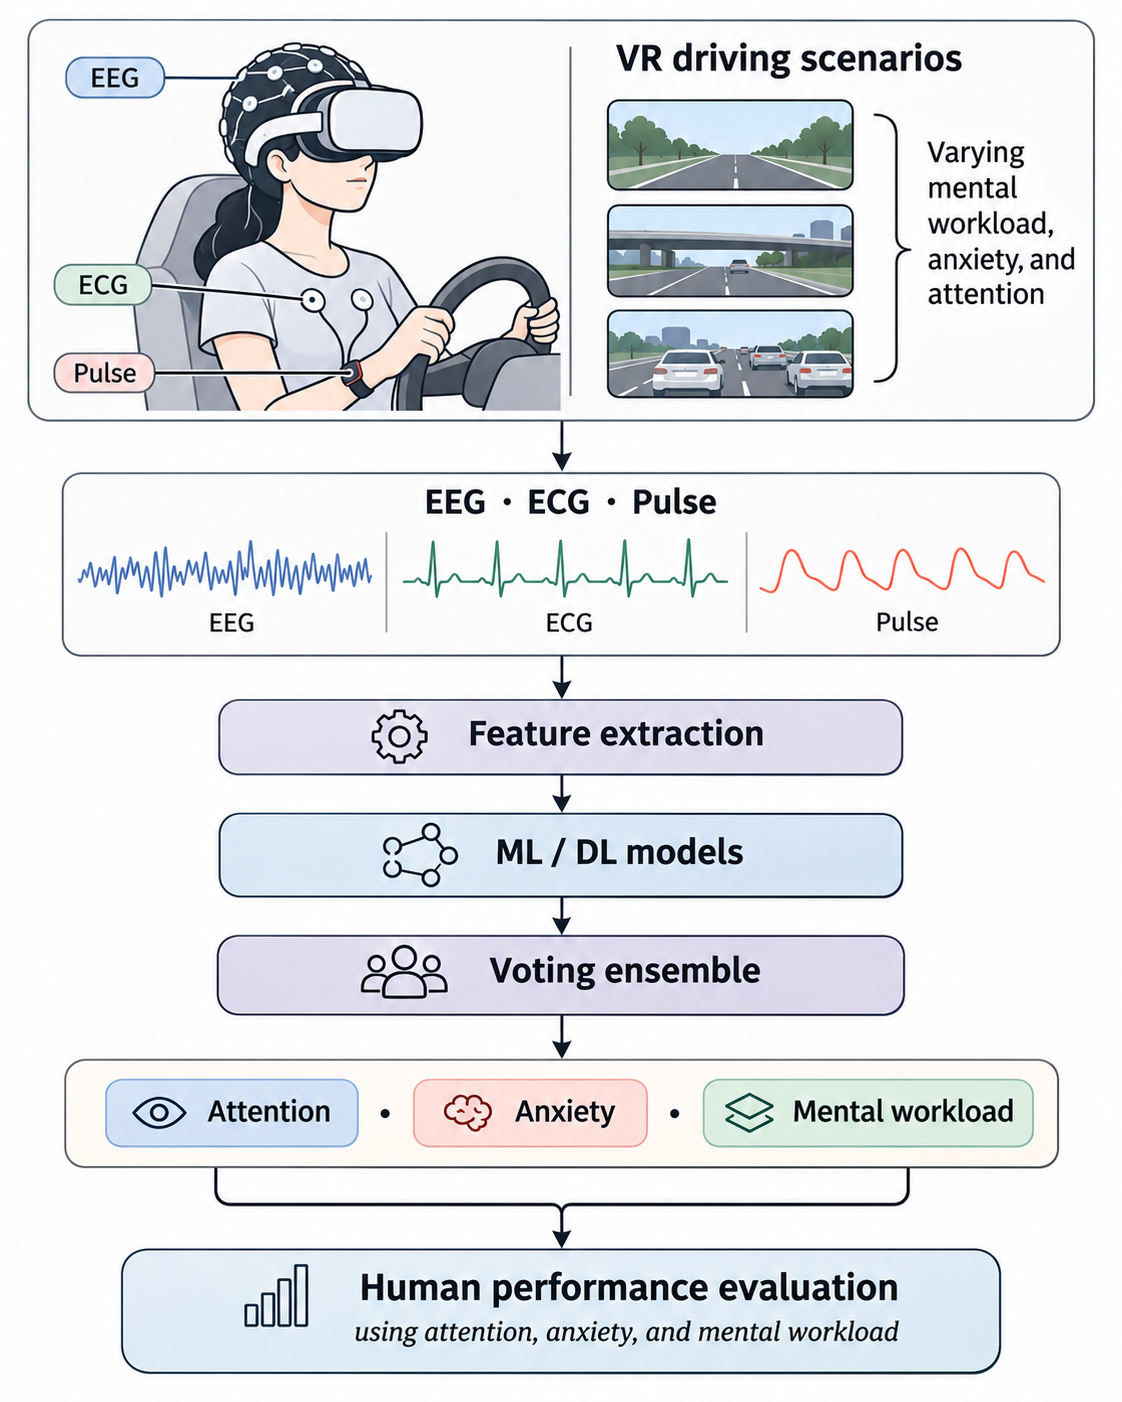 EEG
ECG
Pulse
VR driving scenarios
Varying
mental
workload,
anxiety, and
attention
EEG · ECG · Pulse
EEG
ECG
Pulse
Feature extraction
ML / DL models
Voting ensemble
Attention • Anxiety • Mental workload
Human performance evaluation
using attention, anxiety, and mental workload